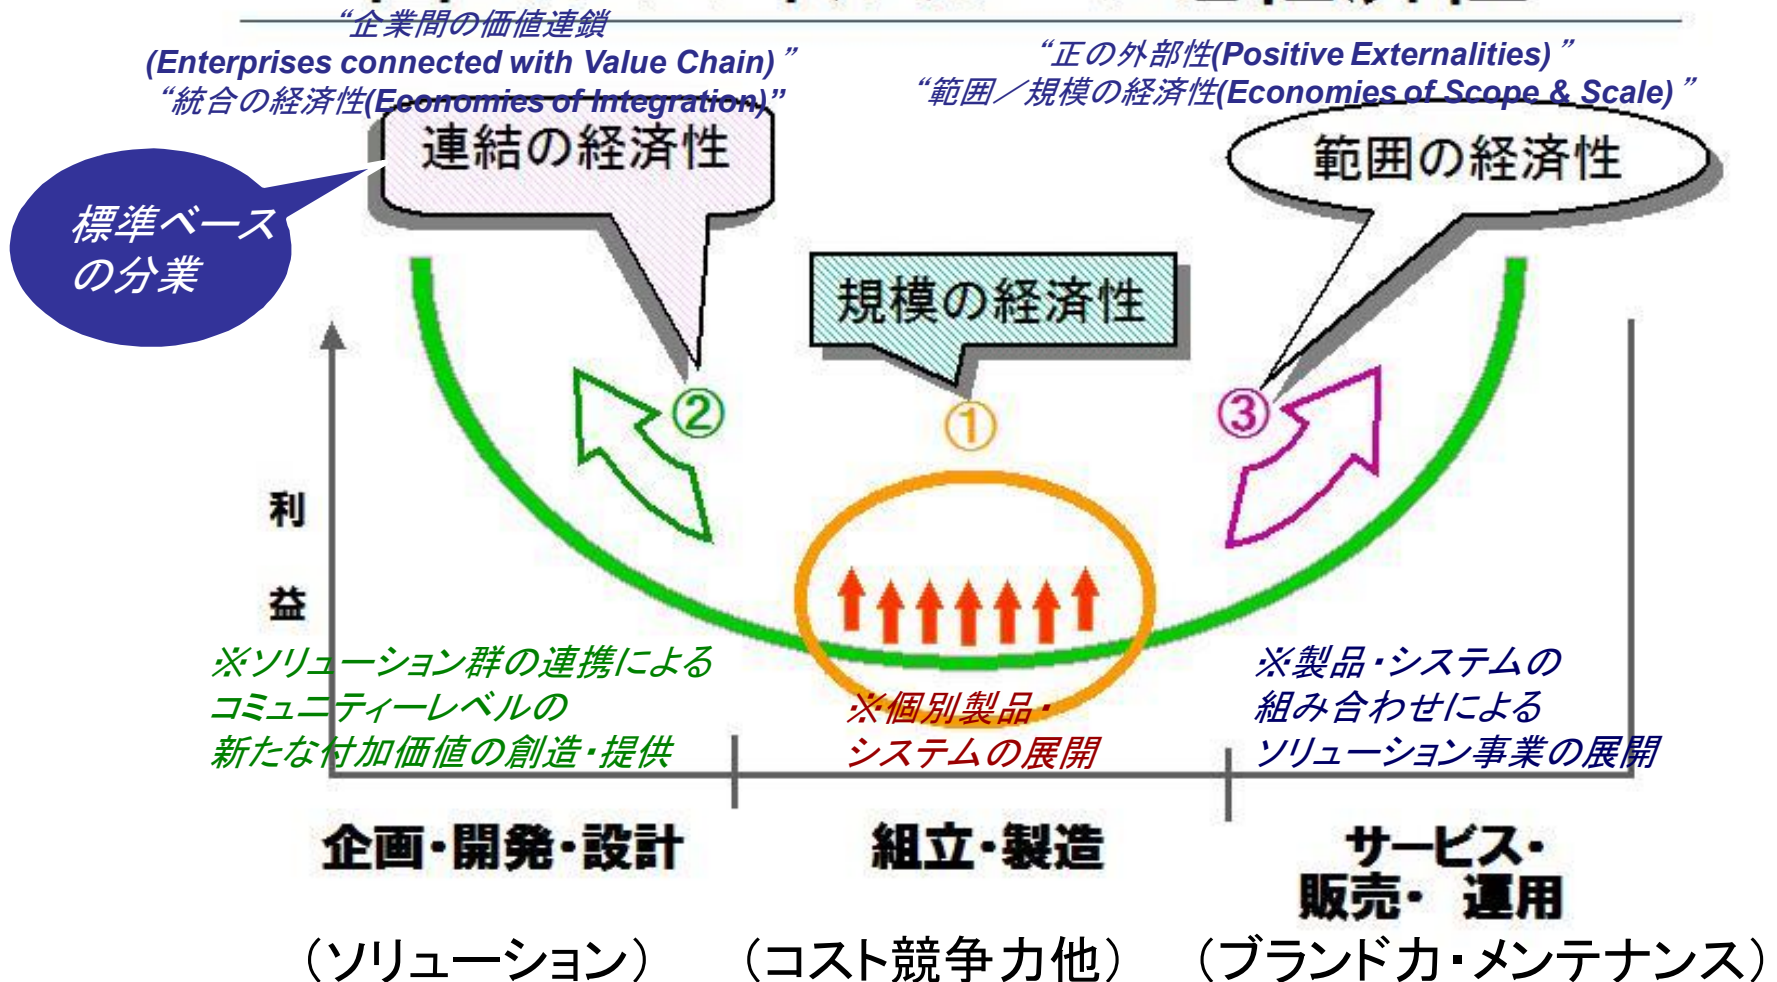 “企業間の価値連鎖
(Enterprises connected with Value Chain)”
“統合の経済性(Economies of Integration)”
“正の外部性(Positive Externalities)”
“範囲／規模の経済性(Economies of Scope & Scale)”
連結の経済性
範囲の経済性
標準ベース
の分業
規模の経済性
②
①
③
利
益
※ソリューション群の連携による
コミュニティーレベルの
新たな付加価値の創造・提供
※個別製品・
システムの展開
※製品・システムの
組み合わせによる
ソリューション事業の展開
企画・開発・設計
組立・製造
サービス・
販売・ 運用
（ソリューション）
（コスト競争力他）
（ブランド力・メンテナンス）